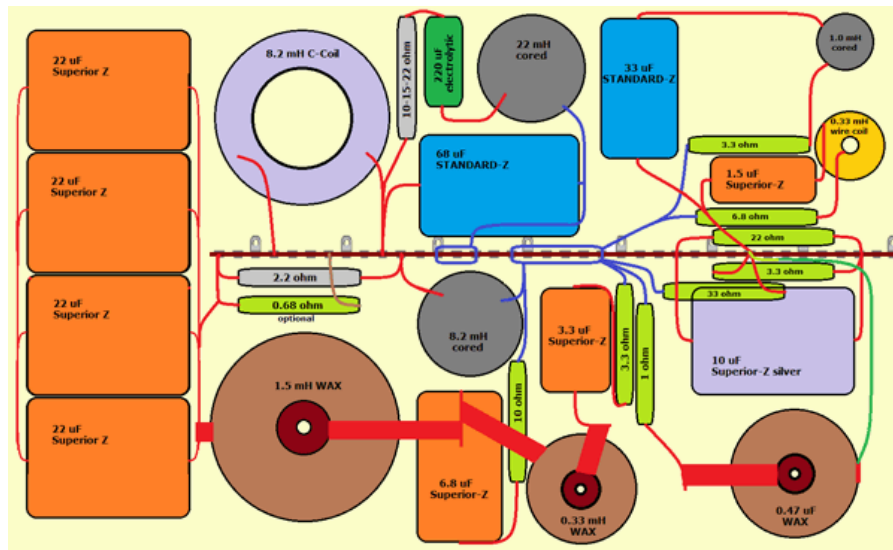 22 uF
Superior Z
22 uF
Superior Z
22 uF
Superior Z
22 uF
Superior Z
8.2 mH C-Coil
10-15-22 ohm
220 uF
electrolytic
22 mH
cored
33 uF
STANDARD-Z
1.0 mH
cored
0.33 mH
wire coil
68 uF
STANDARD-Z
3.3 ohm
1.5 uF
Superior-Z
6.8 ohm
22 ohm
2.2 ohm
3.3 ohm
33 ohm
0.68 ohm
optional
8.2 mH
cored
3.3 uF
Superior-Z
3.3 ohm
1 ohm
10 uF
Superior-Z silver
1.5 mH WAX
10 ohm
6.8 uF
Superior-Z
0.33 mH
WAX
0.47 uF
WAX